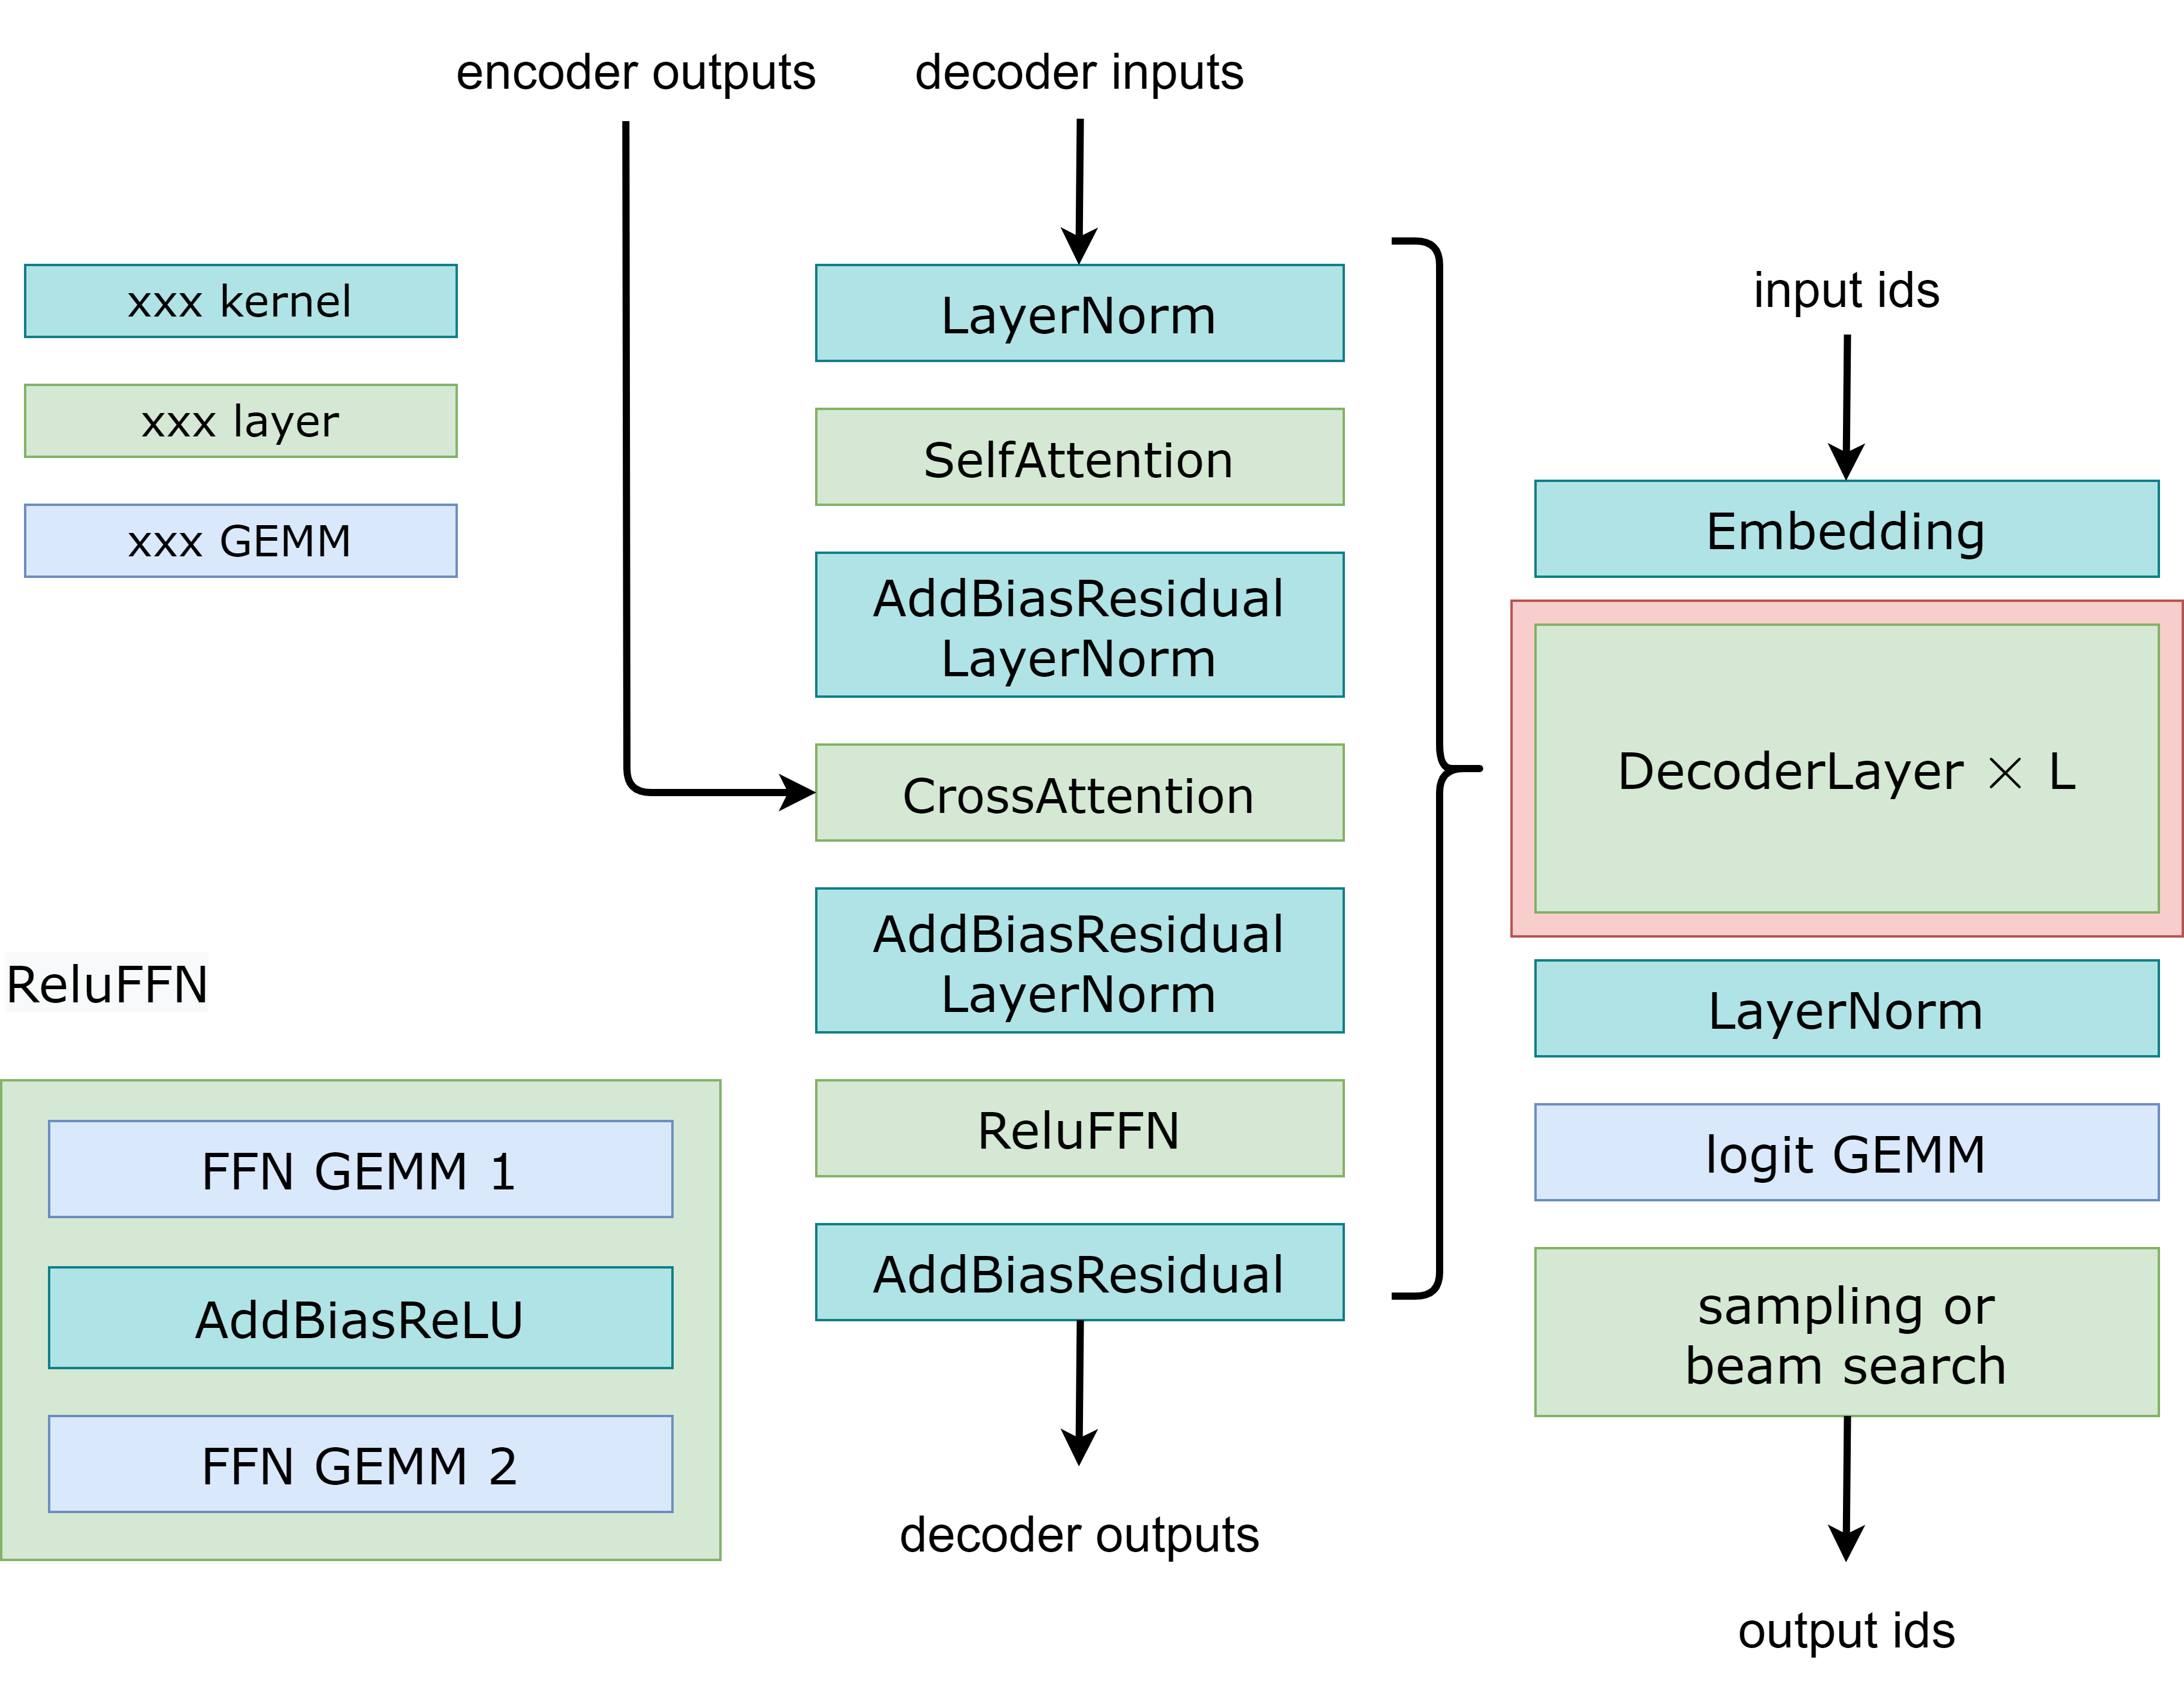 encoder outputs
decoder inputs
xxx kernel
xxx layer
xxx GEMM
LayerNorm
SelfAttention
AddBiasResidual
LayerNorm
CrossAttention
AddBiasResidual
LayerNorm
ReluFFN
AddBiasResidual
decoder outputs
ReluFFN
FFN GEMM 1
AddBiasReLU
FFN GEMM 2
input ids
Embedding
DecoderLayer × L
LayerNorm
logit GEMM
sampling or
beam search
output ids